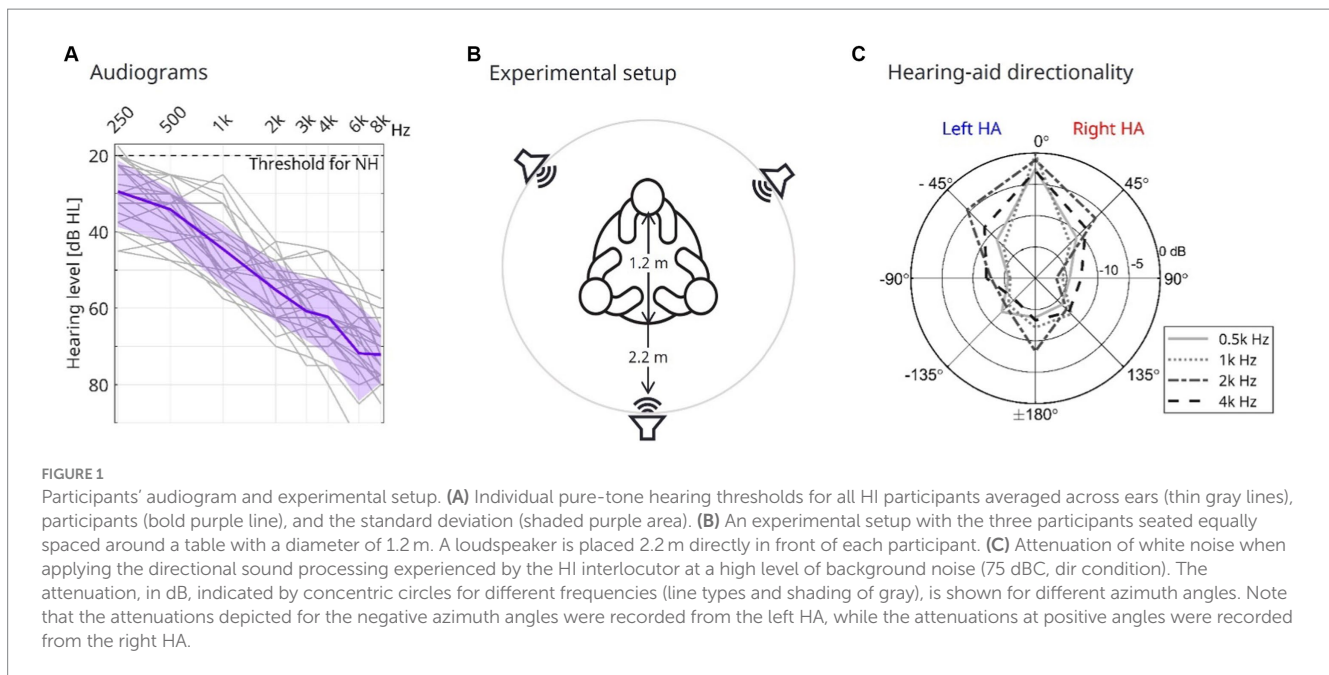 A
Audiograms
250 500 1k 2k 3k 4k 6k 8k Hz
20
Threshold for NH
40
60
80
Hearing level [dB HL]
B
Experimental setup
1.2 m
2.2 m
C
Hearing-aid directionality
Left HA Right HA
0°
- 45° 45°
0 dB
-5
-10
-90° 90°
-135° 135°
±180°
0.5k Hz
1k Hz
2k Hz
4k Hz
FIGURE 1
Participants’ audiogram and experimental setup. (A) Individual pure-tone hearing thresholds for all HI participants averaged across ears (thin gray lines),
participants (bold purple line), and the standard deviation (shaded purple area). (B) An experimental setup with the three participants seated equally
spaced around a table with a diameter of 1.2 m. A loudspeaker is placed 2.2 m directly in front of each participant. (C) Attenuation of white noise when
applying the directional sound processing experienced by the HI interlocutor at a high level of background noise (75 dBC, dir condition). The
attenuation, in dB, indicated by concentric circles for different frequencies (line types and shading of gray), is shown for different azimuth angles. Note
that the attenuations depicted for the negative azimuth angles were recorded from the left HA, while the attenuations at positive angles were recorded
from the right HA.